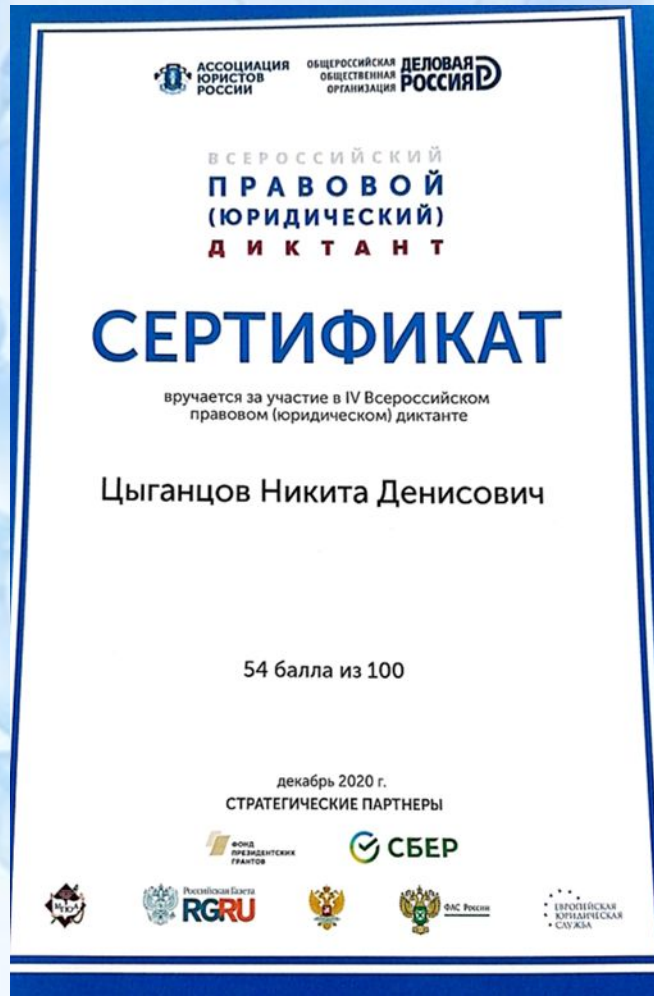 АССОЦИАЦИЯ
ЮРИСТОВ
РОССИИ
ОБЩЕРОССИЙСКАЯ
ОБЩЕСТВЕННАЯ
ОРГАНИЗАЦИЯ
ДЕЛОВАЯ
РОССИЯ
ВСЕРОССИЙСКИЙ
ПРАВОВОЙ
(ЮРИДИЧЕСКИЙ)
ДИКТАНТ
СЕРТИФИКАТ
вручается за участие в IV Всероссийском
правовом (юридическом) диктанте
Цыганцов Никита Денисович
54 балла из 100
декабрь 2020 г.
СТРАТЕГИЧЕСКИЕ ПАРТНЕРЫ
ФОНД
ПРЕЗИДЕНТСКИХ
ГРАНТОВ
СБЕР
МГЮА
Российская Газета
RGRU
ФАС России
ЕВРОПЕЙСКАЯ
ЮРИДИЧЕСКАЯ
СЛУЖБА